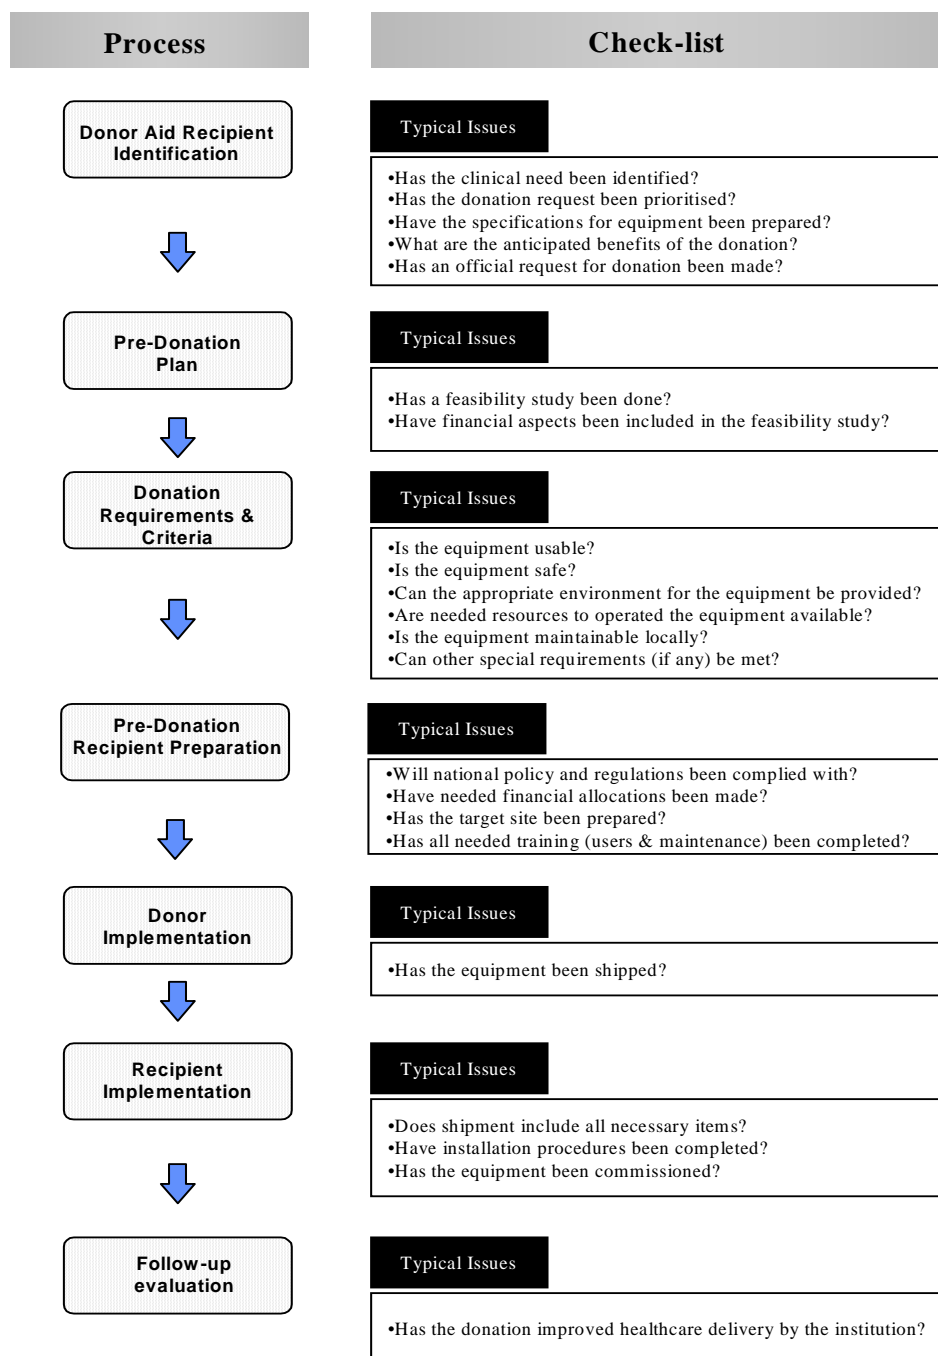 Process
Check-list
Donor Aid Recipient
Identification
Typical Issues
•Has the clinical need been identified?
•Has the donation request been prioritised?
•Have the specifications for equipment been prepared?
•What are the anticipated benefits of the donation?
•Has an official request for donation been made?
Pre-Donation
Plan
Typical Issues
•Has a feasibility study been done?
•Have financial aspects been included in the feasibility study?
Donation
Requirements &
Criteria
Typical Issues
•Is the equipment usable?
•Is the equipment safe?
•Can the appropriate environment for the equipment be provided?
•Are needed resources to operated the equipment available?
•Is the equipment maintainable locally?
•Can other special requirements (if any) be met?
Pre-Donation
Recipient Preparation
Typical Issues
•Will national policy and regulations been complied with?
•Have needed financial allocations been made?
•Has the target site been prepared?
•Has all needed training (users & maintenance) been completed?
Donor
Implementation
Typical Issues
•Has the equipment been shipped?
Recipient
Implementation
Typical Issues
•Does shipment include all necessary items?
•Have installation procedures been completed?
•Has the equipment been commissioned?
Follow-up
evaluation
Typical Issues
•Has the donation improved healthcare delivery by the institution?